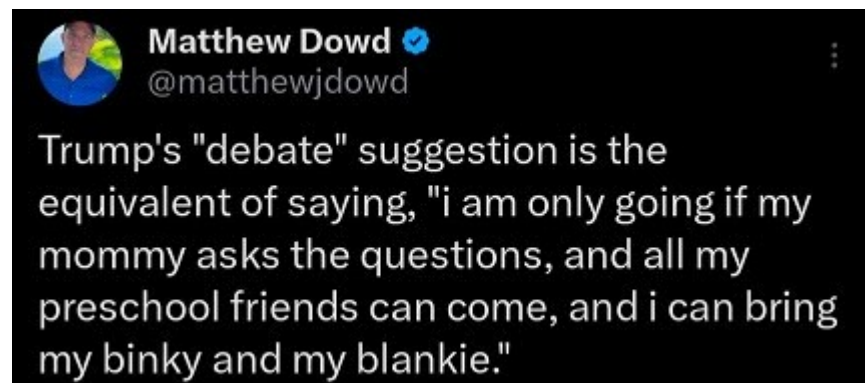 Matthew Dowd
@matthewjdowd
Trump's "debate" suggestion is the
equivalent of saying, "i am only going if my
mommy asks the questions, and all my
preschool friends can come, and i can bring
my binky and my blankie."